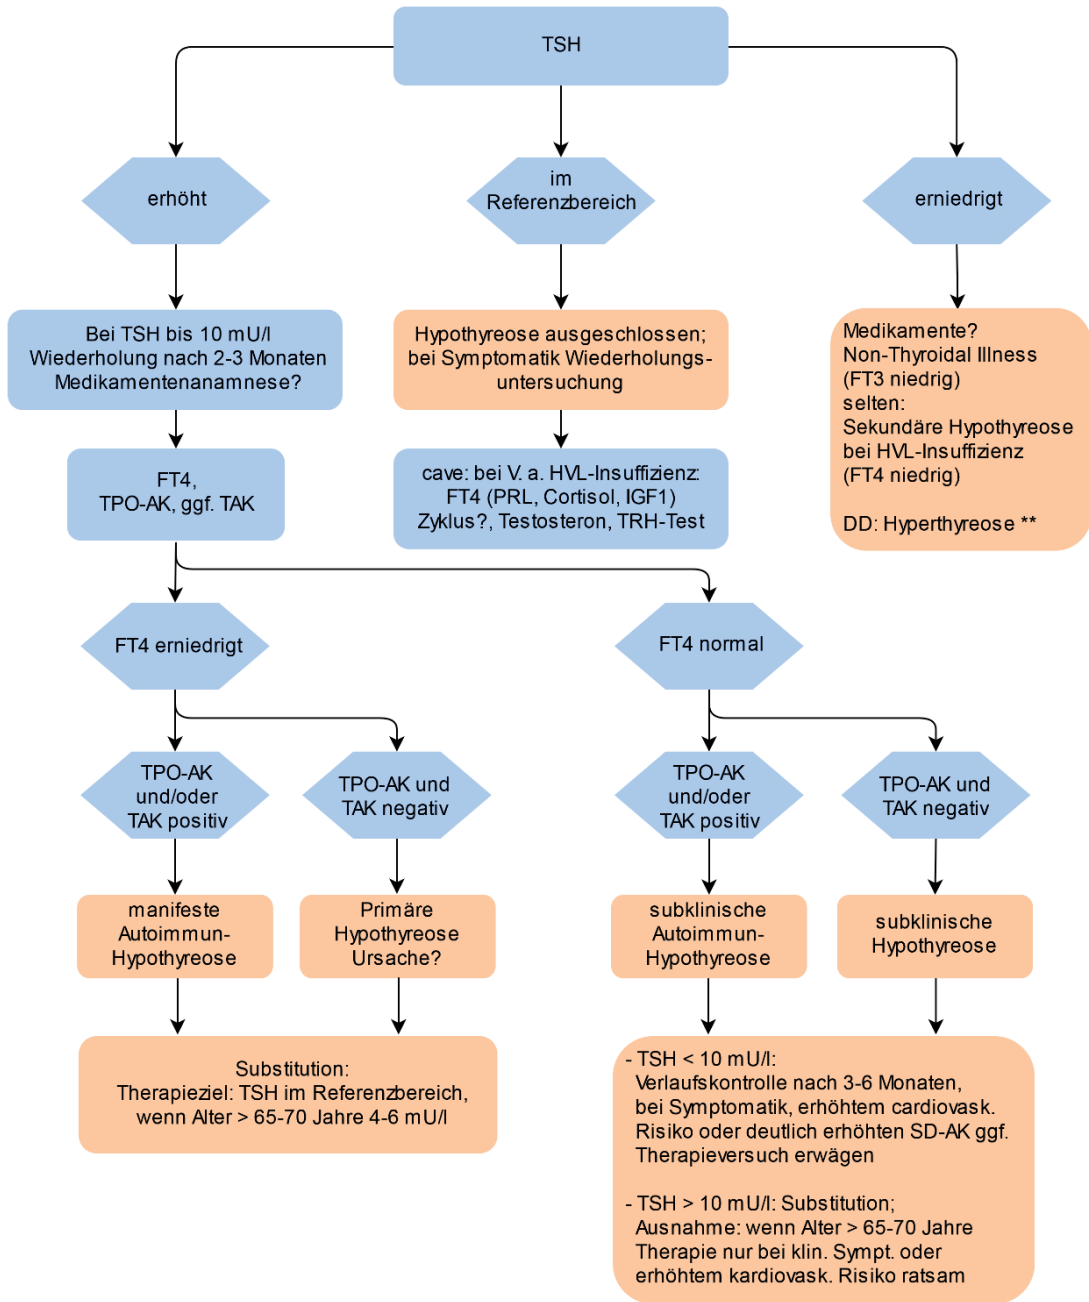 TSH
erhöht
im
Referenzbereich
erniedrigt
Bei TSH bis 10 mU/l
Wiederholung nach 2-3 Monaten
Medikamentenanamnese?
Hypothyreose ausgeschlossen;
bei Symptomatik Wiederholungs-
untersuchung
Medikamente?
Non-Thyroidal Illness
(FT3 niedrig)
selten:
Sekundäre Hypothyreose
bei HVL-Insuffizienz
(FT4 niedrig)
DD: Hyperthyreose **
FT4,
TPO-AK, ggf. TAK
cave: bei V. a. HVL-Insuffizienz:
FT4 (PRL, Cortisol, IGF1)
Zyklus?, Testosteron, TRH-Test
FT4 erniedrigt
FT4 normal
TPO-AK
und/oder
TAK positiv
TPO-AK und
TAK negativ
TPO-AK
und/oder
TAK positiv
TPO-AK und
TAK negativ
manifeste
Autoimmun-
Hypothyreose
Primäre
Hypothyreose
Ursache?
subklinische
Autoimmun-
Hypothyreose
subklinische
Hypothyreose
Substitution:
Therapieziel: TSH im Referenzbereich,
wenn Alter > 65-70 Jahre 4-6 mU/l
- TSH < 10 mU/l:
Verlaufskontrolle nach 3-6 Monaten,
bei Symptomatik, erhöhtem cardiovask.
Risiko oder deutlich erhöhten SD-AK ggf.
Therapieversuch erwägen
- TSH > 10 mU/l: Substitution;
Ausnahme: wenn Alter > 65-70 Jahre
Therapie nur bei klin. Sympt. oder
erhöhtem kardiovask. Risiko ratsam